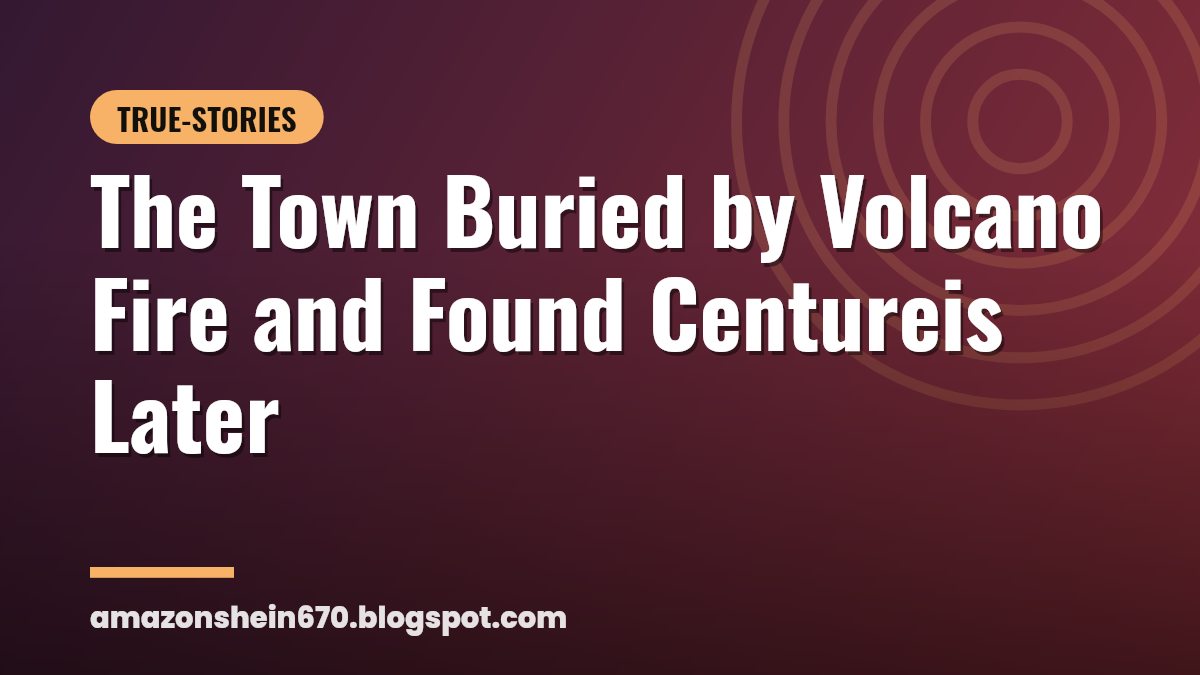 TRUE-STORIES
The Town Buried by Volcano
Fire and Found Centureis
Later
amazonshein670.blogspot.com